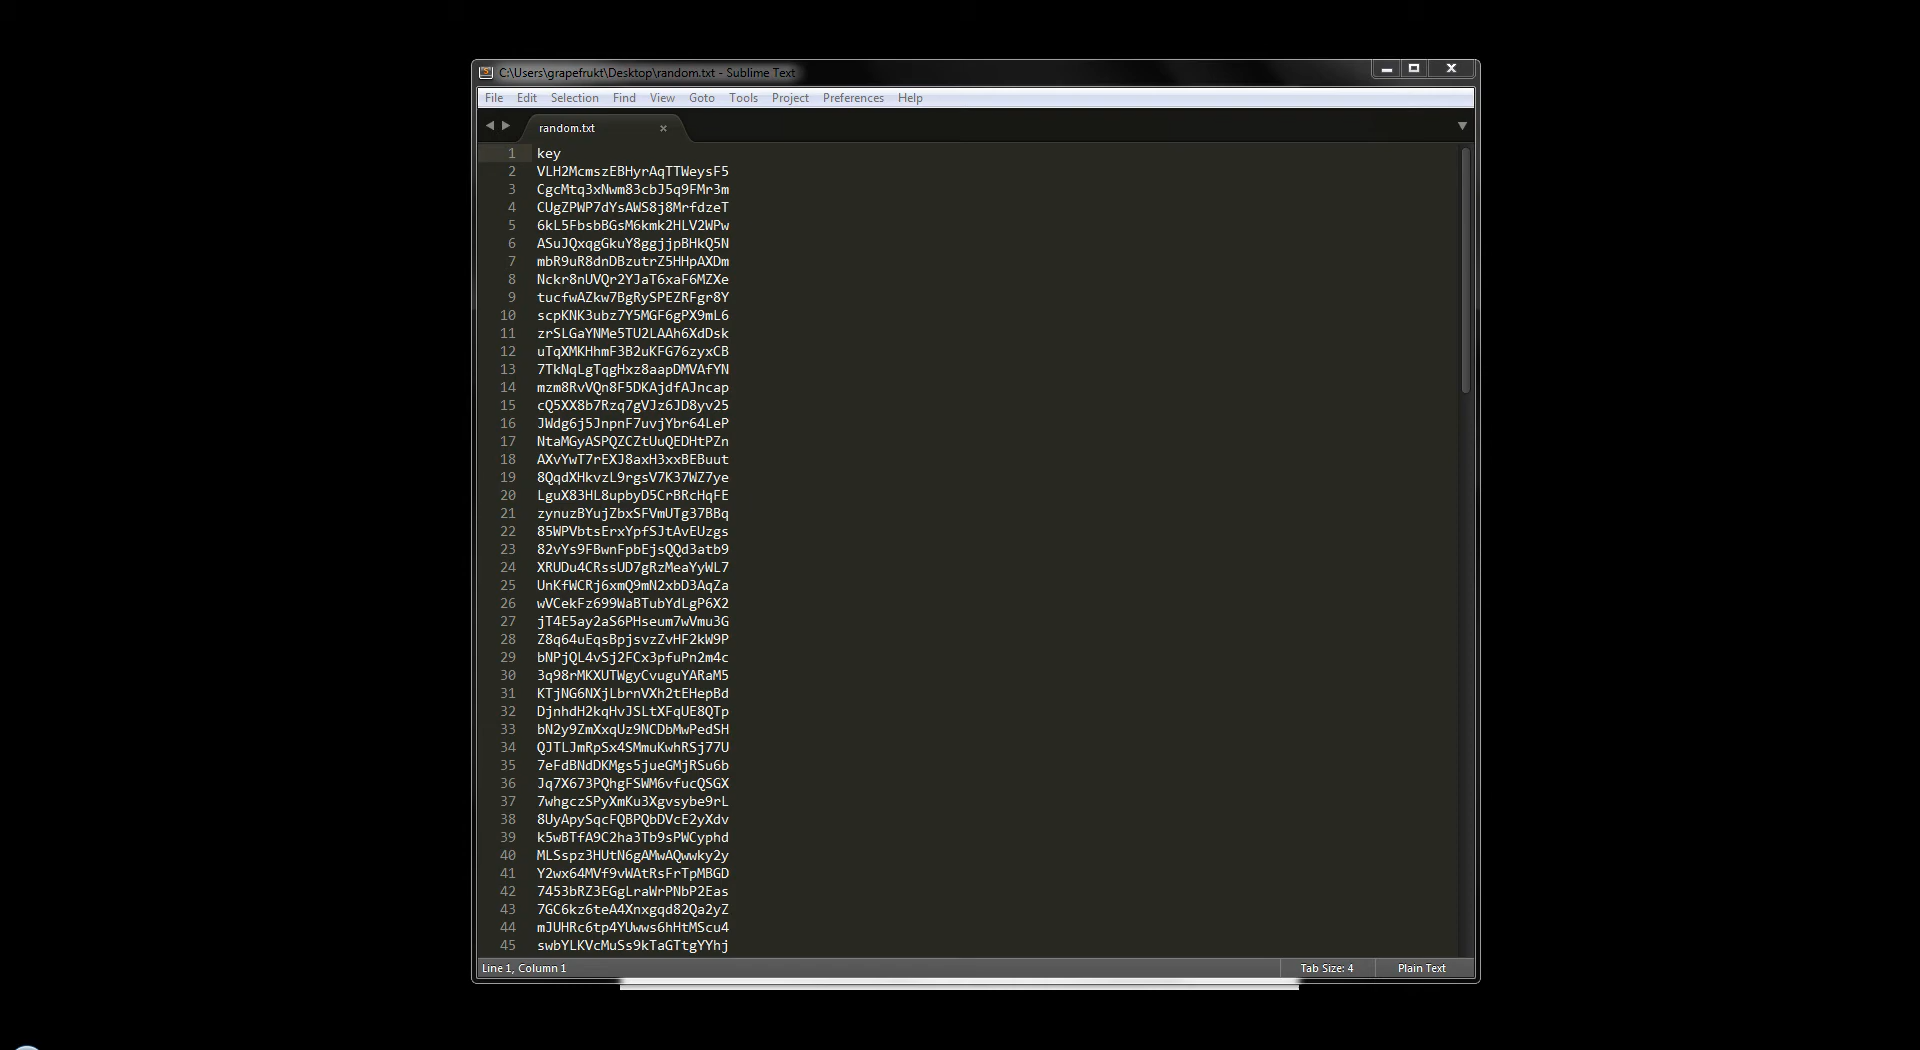 C:\Users\grapefrukt\Desktop\random.txt - Sublime Text
File Edit Selection Find View Goto Tools Project Preferences Help
random.txt
1 key
2 VLH2McmszEBHyrAqTTWeysF5
3 CgcMtq3xNwm83cbJ5q9FMr3m
4 CUgZPWP7dYsAWS8j8MrfdzeT
5 6kL5FbsbBGsM6kmk2HLV2WPw
6 ASuJQxqgGkuY8ggjjpBHkQ5N
7 mbR9uR8dnDBzutrZ5HHpAXDm
8 Nckr8nUVQr2YJaT6xaF6MZXe
9 tucfwAZkw7BgRySPEZRFgr8Y
10 scpKNK3ubz7Y5MGF6gPX9mL6
11 zrSLGaYNMe5TU2LAAh6XdDsk
12 uTqXMKHhmF3B2uKFG76zyxCB
13 7TkNqLgTqgHxz8aapDMVAfYN
14 mzm8RvVQn8F5DKAjdfAJncap
15 cQ5XX8b7Rzq7gVJz6JD8yv25
16 JWdg6j5JnpnF7uvjYbr64LeP
17 NtaMGyASPQZCZtUuQEDHtPZn
18 AXvYwT7rEXJ8axH3xxBEBuut
19 8QqdXHkvzL9rgsV7K37WZ7ye
20 LguX83HL8upbyD5CrBRcHqFE
21 zynuzBYujZbxSFVmUTg37BBq
22 85WPVbtsErxYpfSJtAvEUzgs
23 82vYs9FBwnFpbEjsQQd3atb9
24 XRUDu4CRssUD7gRzMeaYyWL7
25 UnKfWCRj6xmQ9mN2xbD3AqZa
26 wVCekFz699WaBTubYdLgP6X2
27 jT4E5ay2aS6PHseum7wVmu3G
28 Z8q64uEqsBpjsvzZvHF2kW9P
29 bNPjQL4vSj2FCx3pfuPn2m4c
30 3q98rMKXUTWgyCvuguYARaM5
31 KTjNG6NXjLbrnVXh2tEHepBd
32 DjnhdH2kqHvJSLtXFqUE8QTp
33 bN2y9ZmXxqUz9NCDbMwPedSH
34 QJTLJmRpSx4SMmuKwhRSj77U
35 7eFdBNdDKMgs5jueGMjRSu6b
36 Jq7X673PQhgFSWM6vfucQSGX
37 7whgczSPyXmKu3Xgvsybe9rL
38 8UyApySqcFQBPQbDVcE2yXdv
39 k5wBTfA9C2ha3Tb9sPWCyphd
40 MLSspz3HUtN6gAMwAQwwky2y
41 Y2wx64MVf9vWAtRsFrTpMBGD
42 7453bRZ3EGgLraWrPNbP2Eas
43 7GC6kz6teA4Xnxgqd82Qa2yZ
44 mJUHRc6tp4YUwws6hHtMScu4
45 swbYLKVcMuSs9kTaGTtgYYhj
Line 1, Column 1 Tab Size: 4 Plain Text